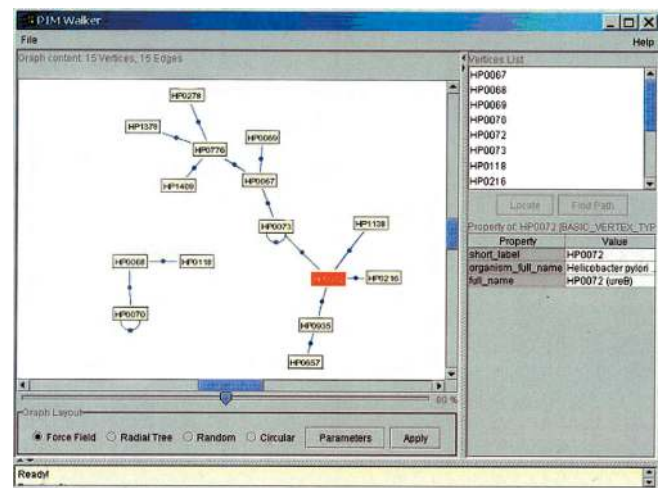 PIM Walker
File
Help
Graph content: 15 Vertices, 15 Edges
HP0278
HP1378
HP0069
HP0776
HP0067
HP1409
HP0073
HP1138
HP0068
HP0118
HP0216
HP0070
HP0935
HP0657
80 %
Graph Layout
Force Field
Radial Tree
Random
Circular
Parameters
Apply
Vertices List
HP0067
HP0068
HP0069
HP0070
HP0072
HP0073
HP0118
HP0216
Locate
Find Path
Property of: HP0072 [BASIC_VERTEX_TYP
Property Value
short_label HP0072
organism_full_name Helicobacter pylori ...
full_name HP0072 (ureB)
Ready!